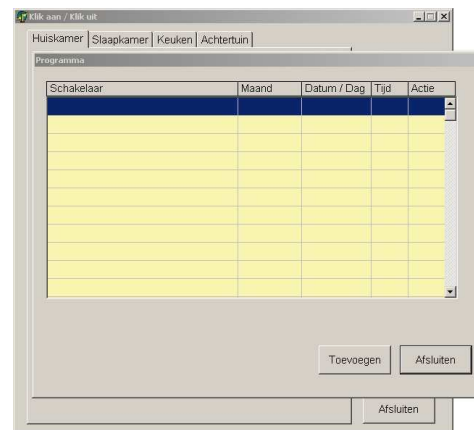 Klik aan / Klik uit
Huiskamer Slaapkamer Keuken Achtertuin
Programma
Schakelaar Maand Datum / Dag Tijd Actie
Toevoegen Afsluiten
Afsluiten